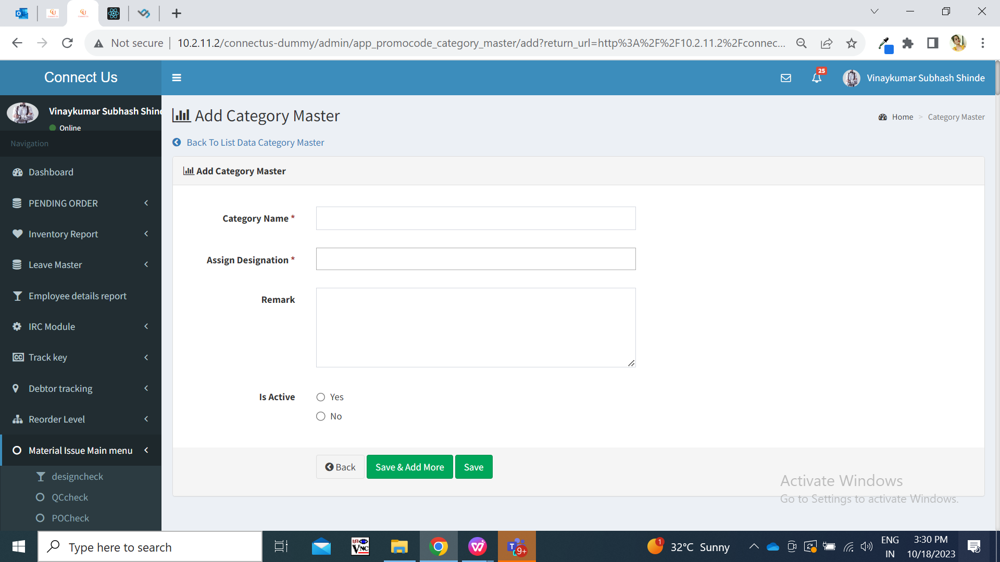 Not secure
10.2.11.2/connectus-dummy/admin/app_promocode_category_master/add?return_url=http%3A%2F%2F10.2.11.2%2Fconnec...
Connect Us
25
Vinaykumar Subhash Shinde
Vinaykumar Subhash Shind
Online
Navigation
Dashboard
PENDING ORDER
Inventory Report
Leave Master
Employee details report
IRC Module
Track key
Debtor tracking
Reorder Level
Material Issue Main menu
designcheck
QCcheck
POCheck
Add Category Master
Home > Category Master
Back To List Data Category Master
Add Category Master
Category Name *
Assign Designation *
Remark
Is Active
Yes
No
Back
Save & Add More
Save
Activate Windows
Go to Settings to activate Windows.
Type here to search
VNC
9+
1
32°C Sunny
ENG
IN
3:30 PM
10/18/2023